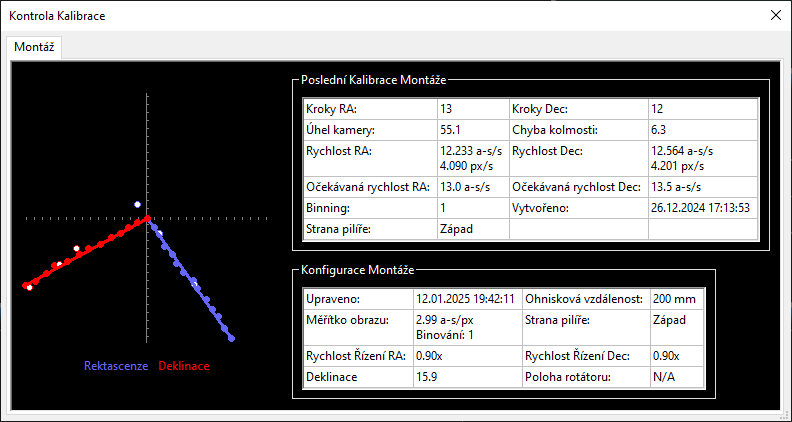 Kontrola Kalibrace
Montáž
Poslední Kalibrace Montáže
Kroky RA: 13 Kroky Dec: 12
Úhel kamery: 55.1 Chyba kolmosti: 6.3
Rychlost RA: 12.233 a-s/s Rychlost Dec: 12.564 a-s/s
4.090 px/s 4.201 px/s
Očekávaná rychlost RA: 13.0 a-s/s Očekávaná rychlost Dec: 13.5 a-s/s
Binning: 1 Vytvořeno: 26.12.2024 17:13:53
Strana pilíře: Západ
Konfigurace Montáže
Upraveno: 12.01.2025 19:42:11 Ohnisková vzdálenost: 200 mm
Měřítko obrazu: 2.99 a-s/px Strana pilíře: Západ
Binování: 1
Rychlost Řízení RA: 0.90x Rychlost Řízení Dec: 0.90x
Deklinace 15.9 Poloha rotátoru: N/A
Rektascenze Deklinace